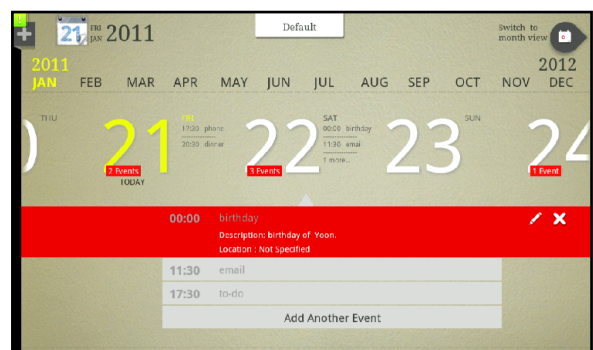 !
21 FRI JAN 2011
Default
Switch to
month view
2011
2012
JAN FEB MAR APR MAY JUN JUL AUG SEP OCT NOV DEC
THU
21
FRI
17:30 phone
20:30 dinner
2 Events
TODAY
22
SAT
00:00 birthday
11:30 email
1 more...
3 Events
23
SUN
24
1 Event
00:00 birthday
Description: birthday of Yoon.
Location : Not Specified
11:30 email
17:30 to-do
Add Another Event